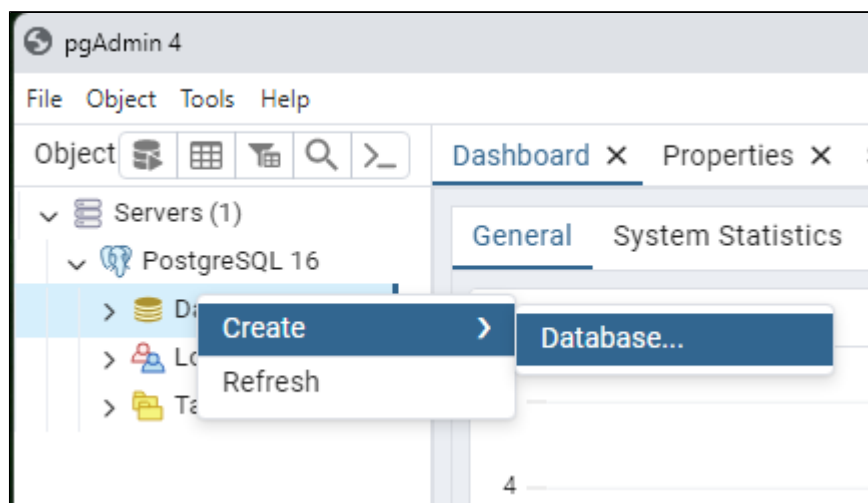 pgAdmin 4
File Object Tools Help
Object
Dashboard Properties
General System Statistics
Servers (1)
PostgreSQL 16
Create
Database...
Refresh
4